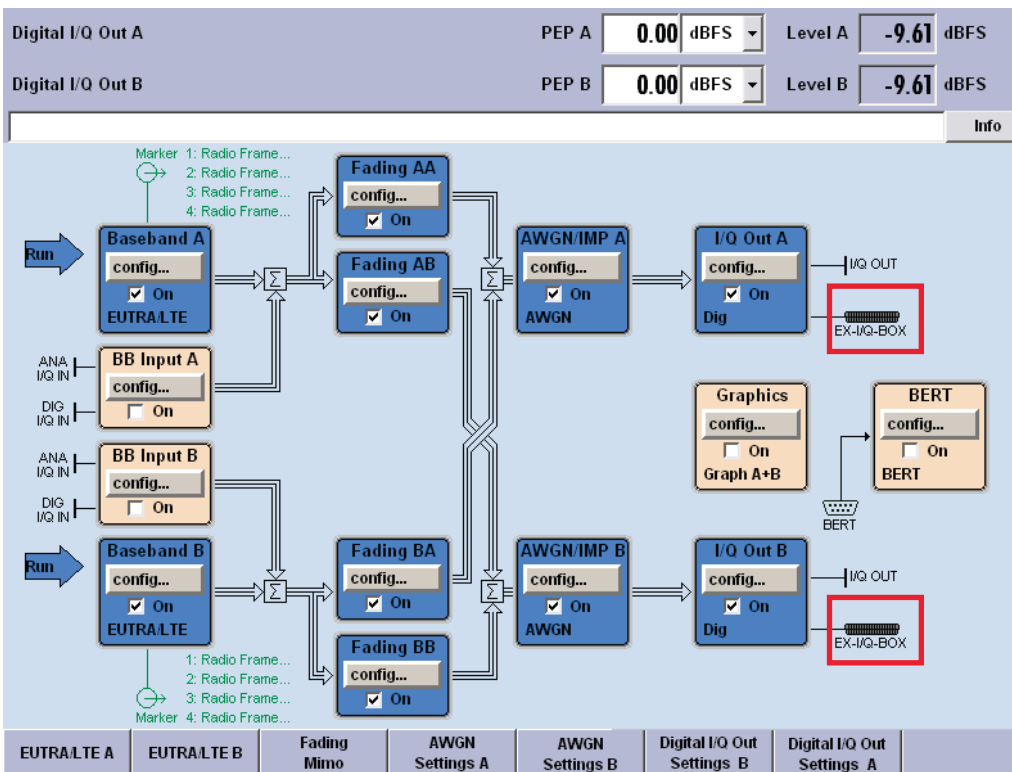 Digital I/Q Out A PEP A 0.00 dBFS Level A -9.61 dBFS
Digital I/Q Out B PEP B 0.00 dBFS Level B -9.61 dBFS
Info
Marker 1: Radio Frame...
2: Radio Frame...
3: Radio Frame...
4: Radio Frame...
Fading AA
config...
On
Run
Baseband A
config...
On
EUTRA/LTE
Σ
Fading AB
config...
On
Σ
AWGN/IMP A
config...
On
AWGN
I/Q Out A
config...
On
Dig
I/Q OUT
EX-I/Q-BOX
ANA
I/Q IN
DIG
I/Q IN
BB Input A
config...
On
Graphics
config...
On
Graph A+B
BERT
config...
On
BERT
BERT
ANA
I/Q IN
DIG
I/Q IN
BB Input B
config...
On
Run
Baseband B
config...
On
EUTRA/LTE
Σ
Fading BA
config...
On
Σ
AWGN/IMP B
config...
On
AWGN
I/Q Out B
config...
On
Dig
I/Q OUT
EX-I/Q-BOX
Fading BB
config...
On
1: Radio Frame...
2: Radio Frame...
3: Radio Frame...
Marker 4: Radio Frame...
EUTRA/LTE A
EUTRA/LTE B
Fading
Mimo
AWGN
Settings A
AWGN
Settings B
Digital I/Q Out
Settings B
Digital I/Q Out
Settings A